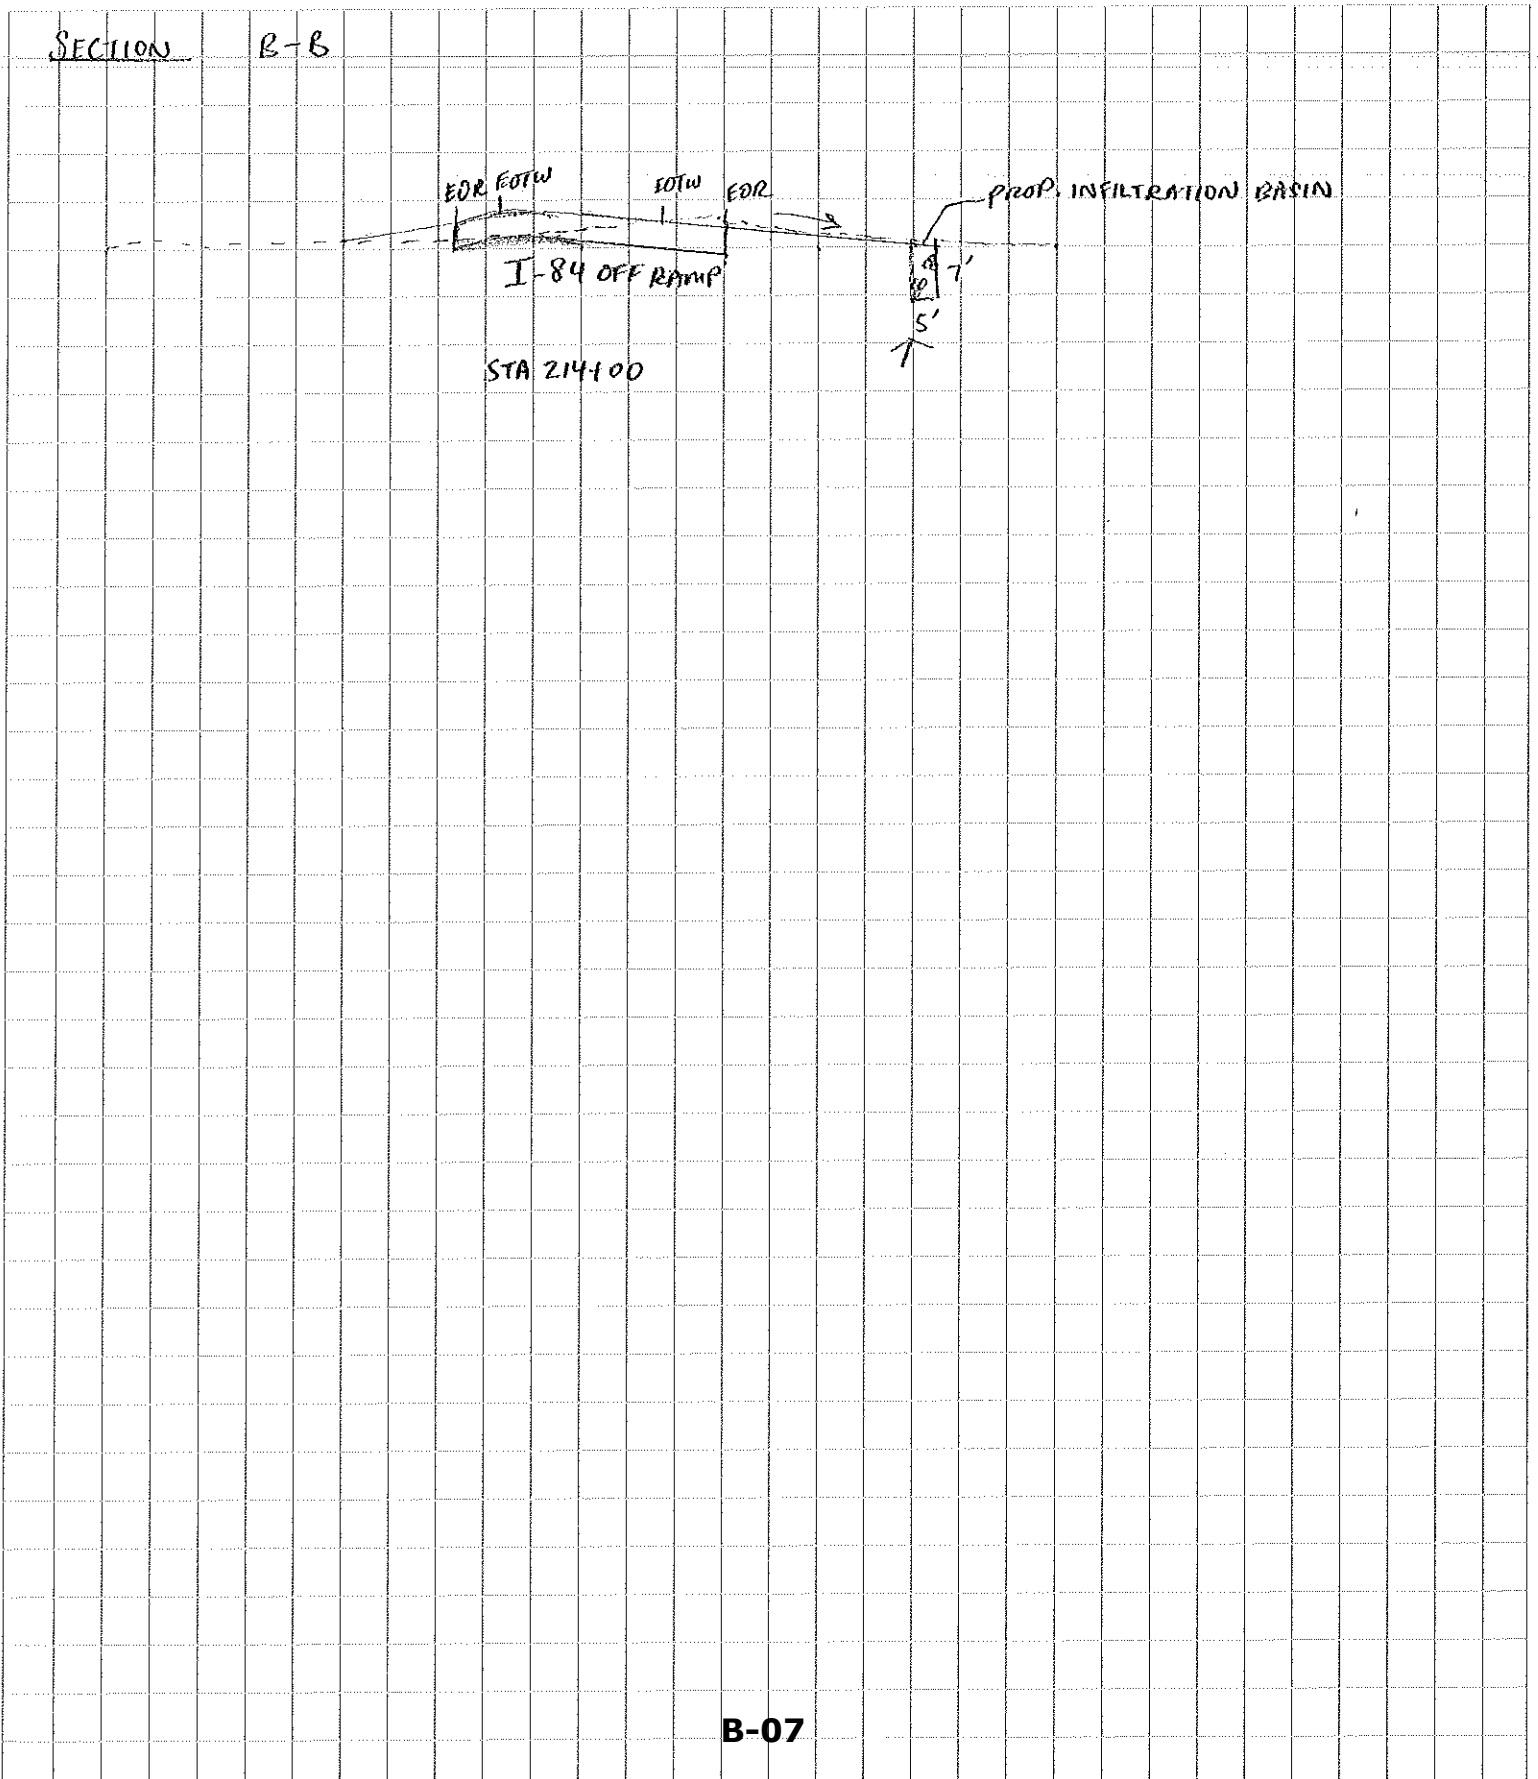 SECTION B-B
EOR EOTW EOTW EOR
PROP. INFILTRATION BASIN
I-84 OFF RAMP
7'
5'
STA 214+00
B-07